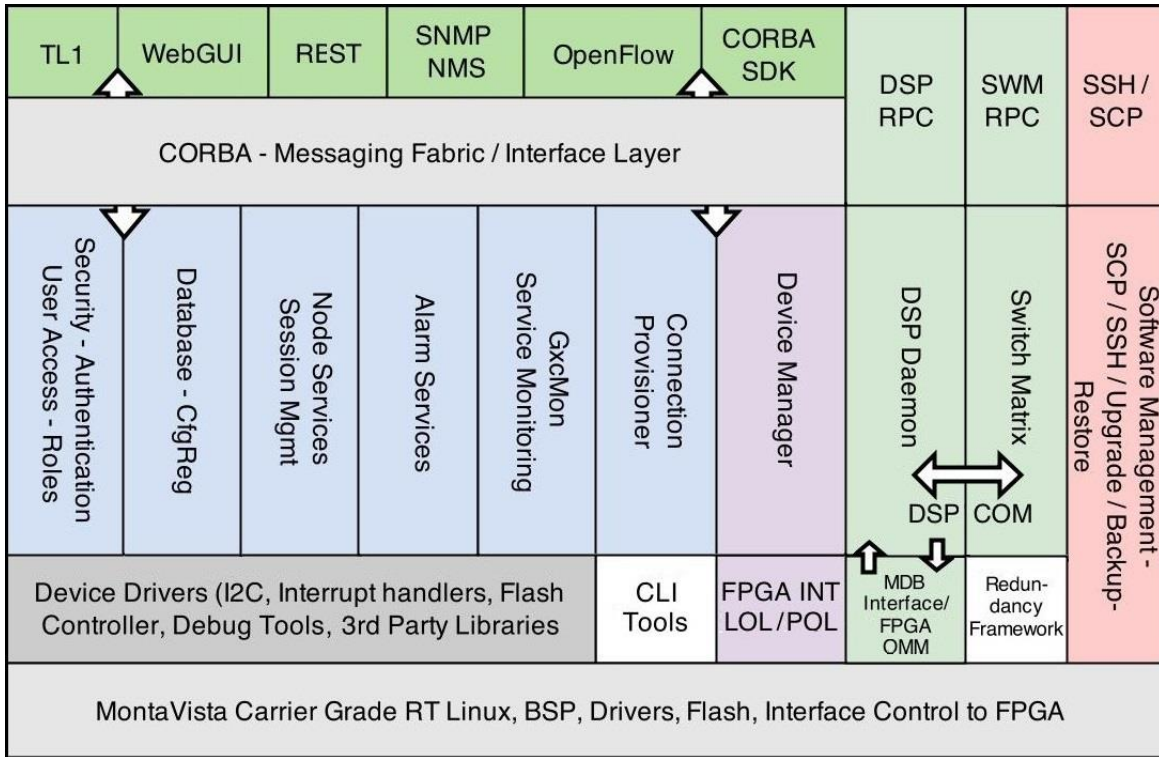 TL1
WebGUI
REST
SNMP
NMS
OpenFlow
CORBA
SDK
DSP
RPC
SWM
RPC
SSH /
SCP
CORBA - Messaging Fabric / Interface Layer
Security - Authentication
User Access - Roles
Database - CfgReg
Node Services
Session Mgmt
Alarm Services
GxcMon
Service Monitoring
Connection
Provisioner
Device Manager
DSP Daemon
Switch Matrix
DSP COM
Software Management -
SCP / SSH / Upgrade / Backup-
Restore
Device Drivers (I2C, Interrupt handlers, Flash
Controller, Debug Tools, 3rd Party Libraries
CLI
Tools
FPGA INT
LOL / POL
MDB
Interface/
FPGA
OMM
Redun-
dancy
Framework
MontaVista Carrier Grade RT Linux, BSP, Drivers, Flash, Interface Control to FPGA